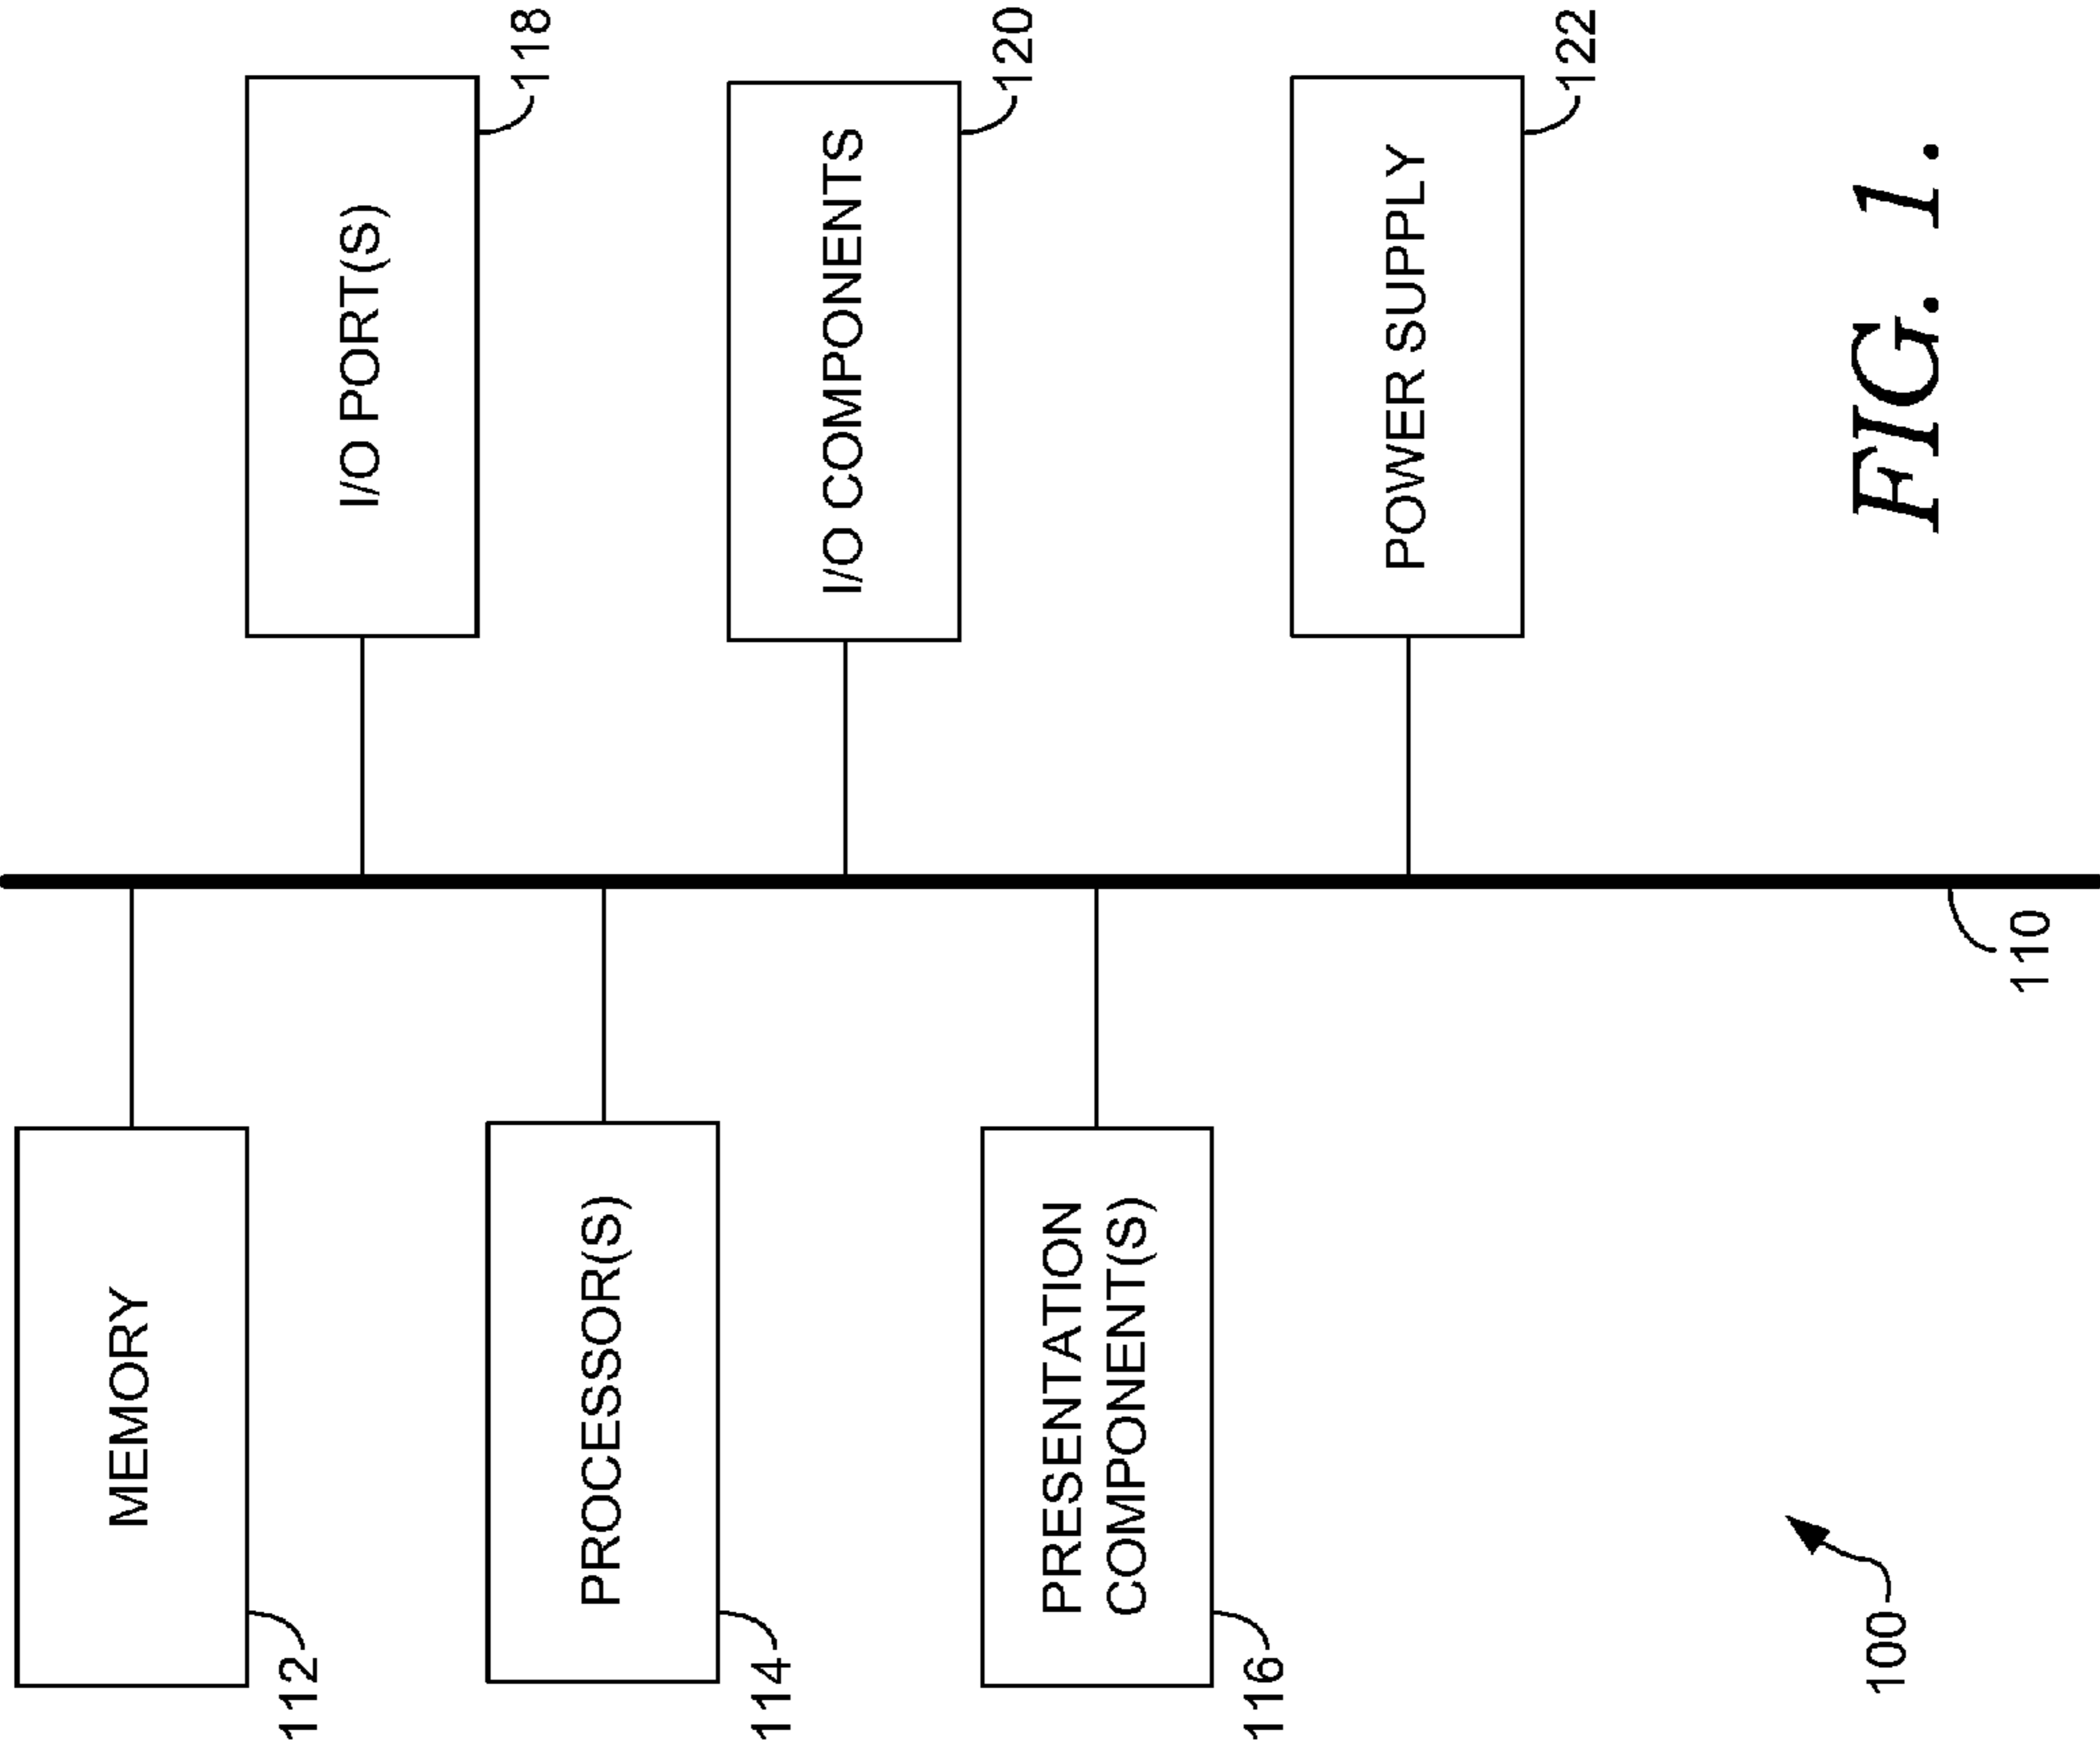 MEMORY
112
PROCESSOR(S)
114
PRESENTATION
COMPONENT(S)
116
I/O PORT(S)
118
I/O COMPONENTS
120
POWER SUPPLY
122
110
100
FIG. 1.